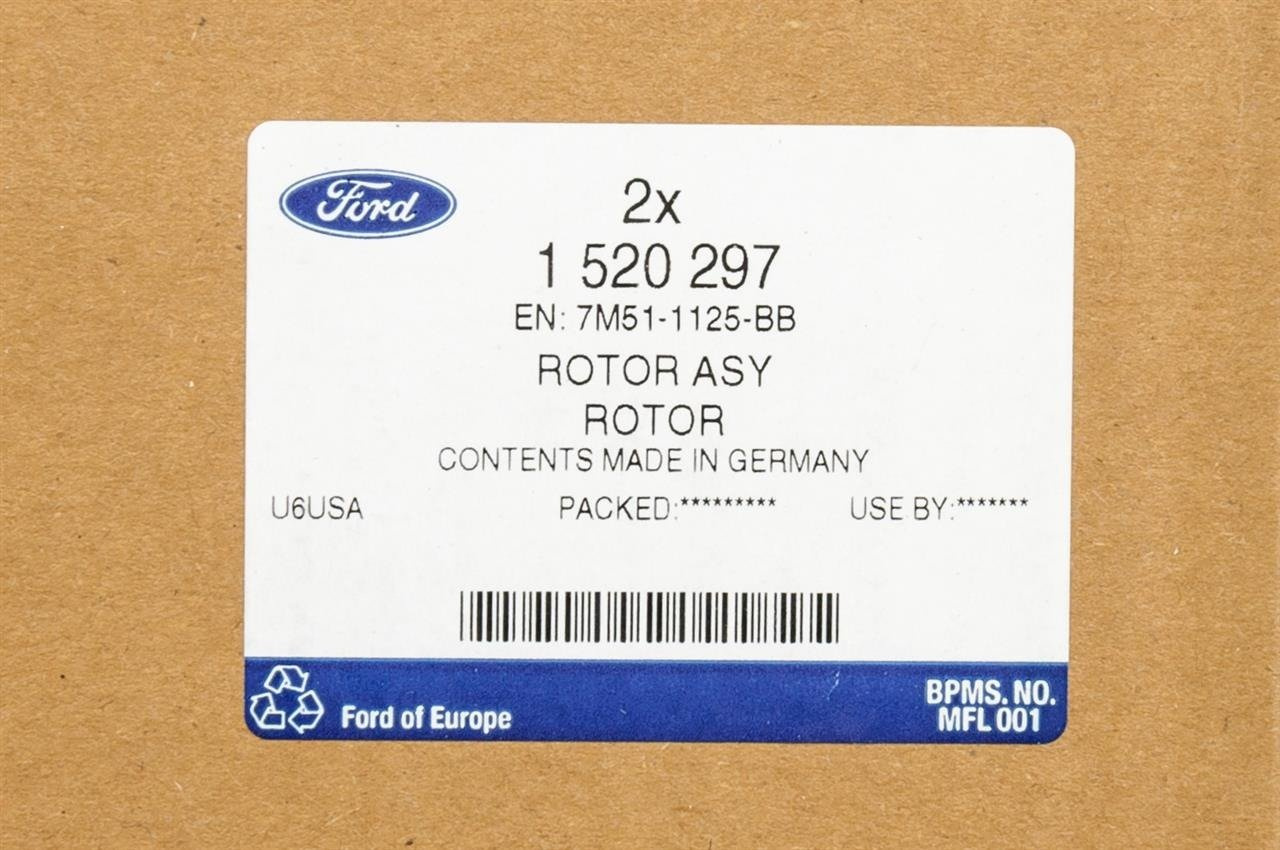 Ford
2x
1 520 297
EN: 7M51-1125-BB
ROTOR ASY
ROTOR
CONTENTS MADE IN GERMANY
U6USA PACKED:********* USE BY:*******
Ford of Europe
BPMS. NO.
MFL 001